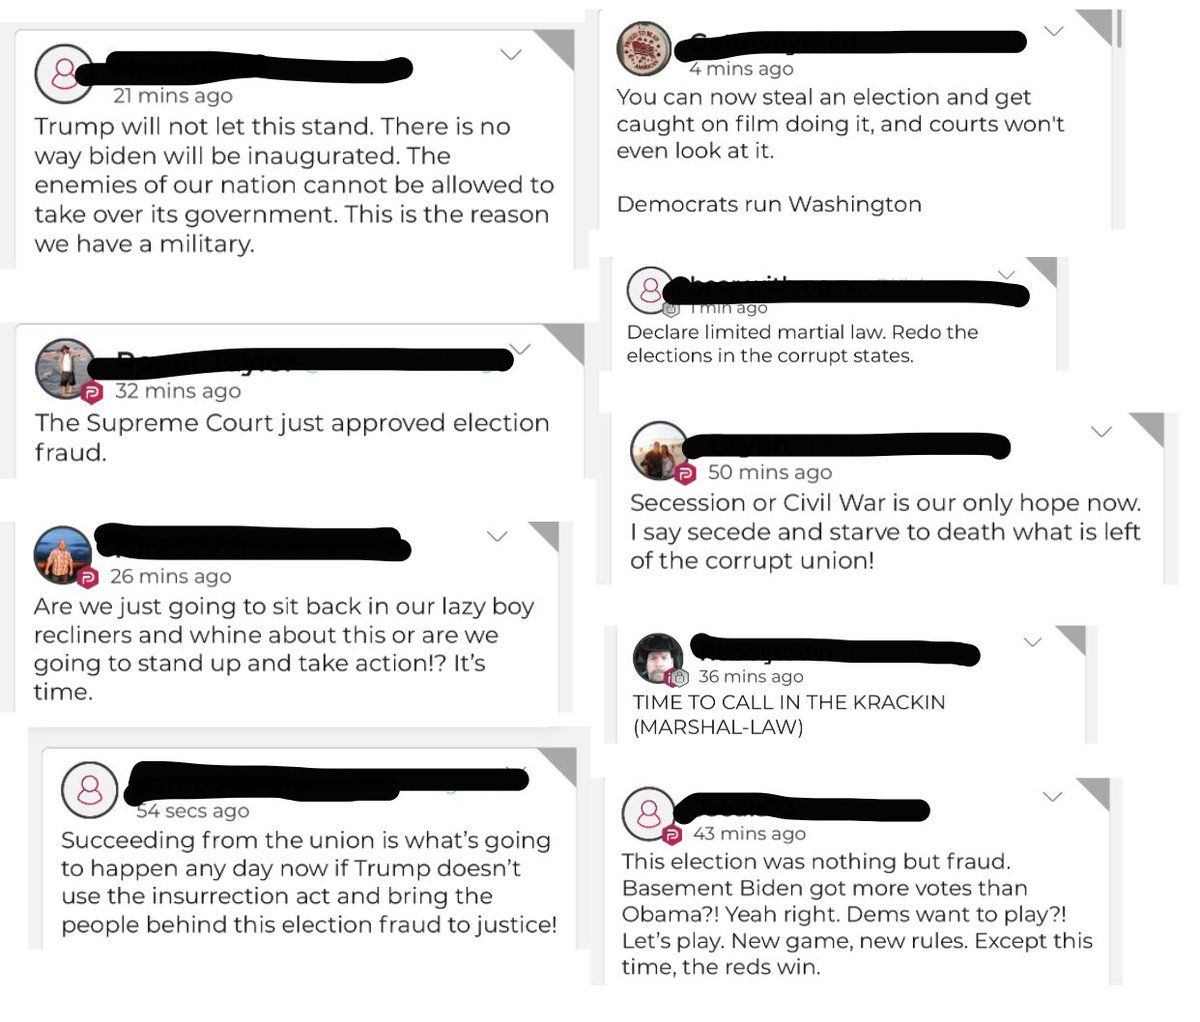 21 mins ago
Trump will not let this stand. There is no
way biden will be inaugurated. The
enemies of our nation cannot be allowed to
take over its government. This is the reason
we have a military.
32 mins ago
The Supreme Court just approved election
fraud.
26 mins ago
Are we just going to sit back in our lazy boy
recliners and whine about this or are we
going to stand up and take action!? It's
time.
54 secs ago
Succeeding from the union is what's going
to happen any day now if Trump doesn't
use the insurrection act and bring the
people behind this election fraud to justice!
4 mins ago
You can now steal an election and get
caught on film doing it, and courts won't
even look at it.
Democrats run Washington
1 min ago
Declare limited martial law. Redo the
elections in the corrupt states.
50 mins ago
Secession or Civil War is our only hope now.
I say secede and starve to death what is left
of the corrupt union!
36 mins ago
TIME TO CALL IN THE KRACKIN
(MARSHAL-LAW)
43 mins ago
This election was nothing but fraud.
Basement Biden got more votes than
Obama?! Yeah right. Dems want to play?!
Let's play. New game, new rules. Except this
time, the reds win.